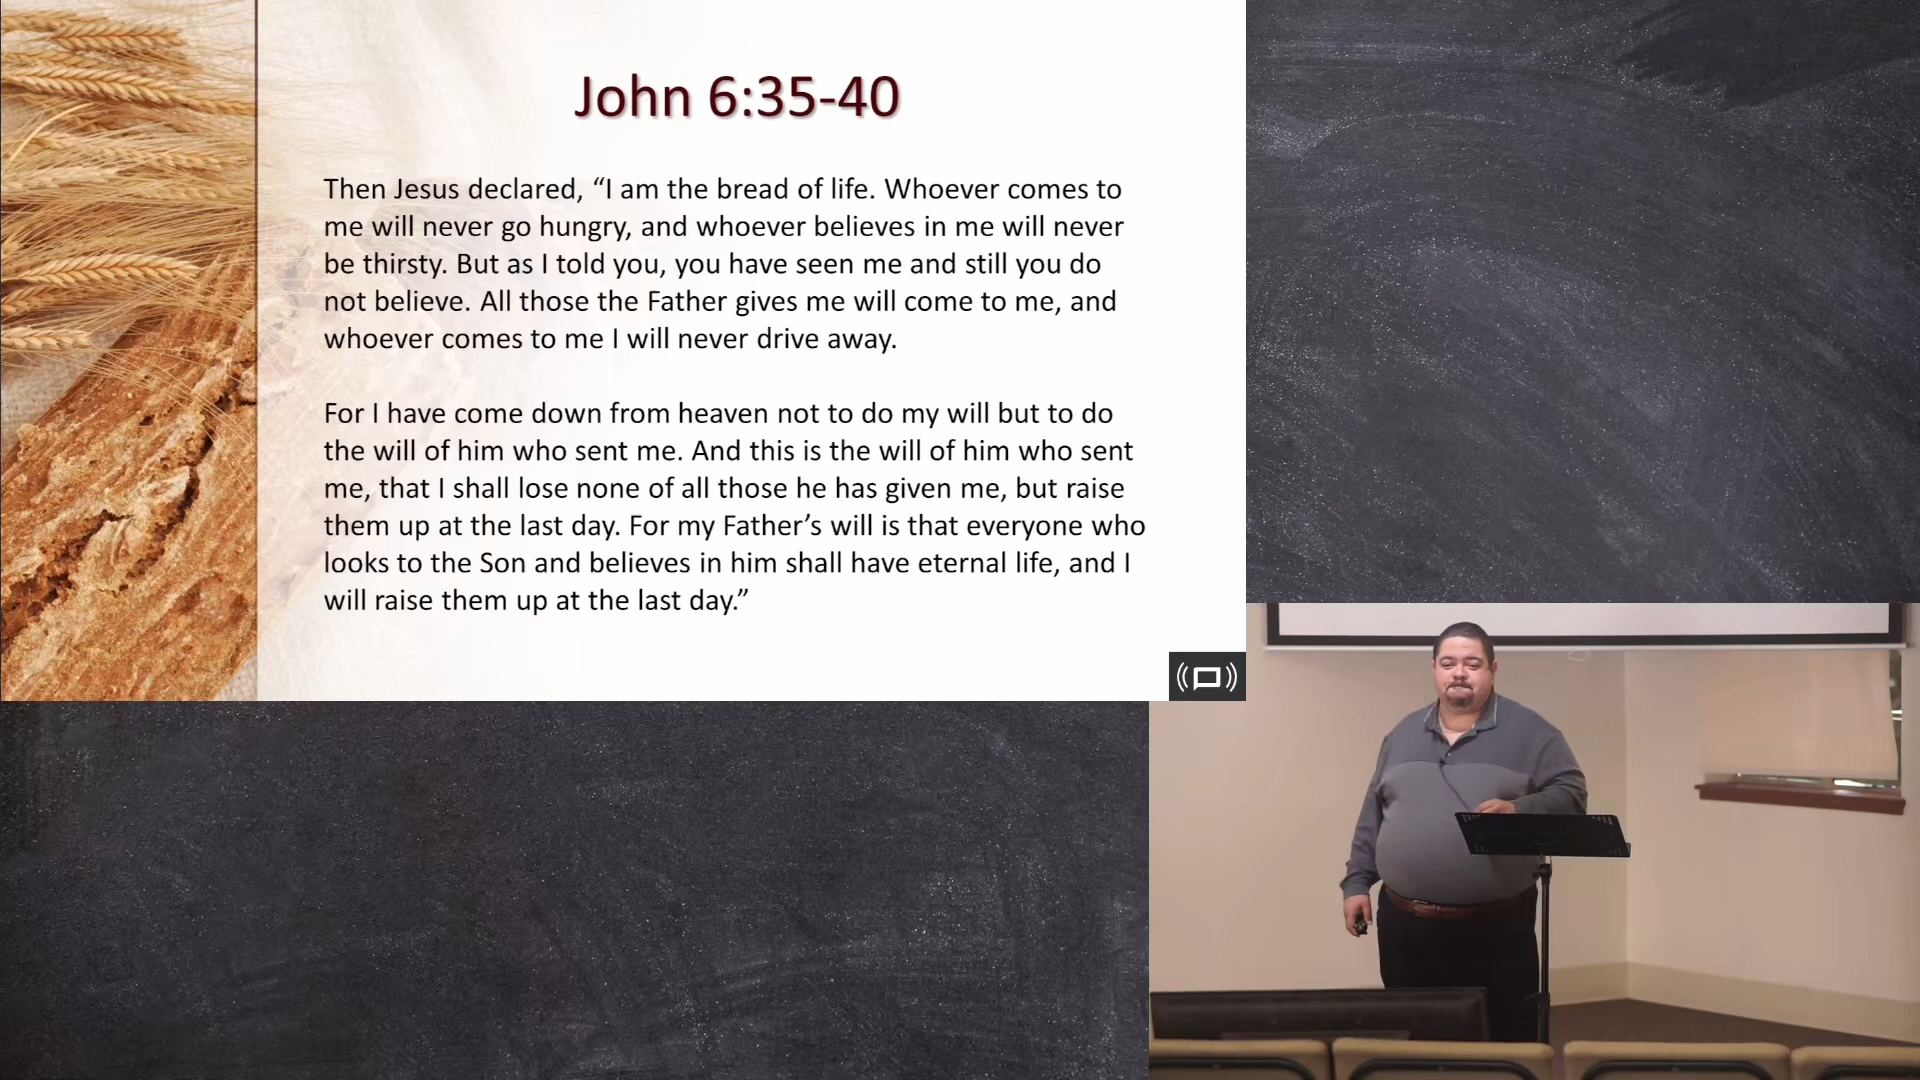 John 6:35-40
Then Jesus declared, “I am the bread of life. Whoever comes to
me will never go hungry, and whoever believes in me will never
be thirsty. But as I told you, you have seen me and still you do
not believe. All those the Father gives me will come to me, and
whoever comes to me I will never drive away.
For I have come down from heaven not to do my will but to do
the will of him who sent me. And this is the will of him who sent
me, that I shall lose none of all those he has given me, but raise
them up at the last day. For my Father’s will is that everyone who
looks to the Son and believes in him shall have eternal life, and I
will raise them up at the last day.”